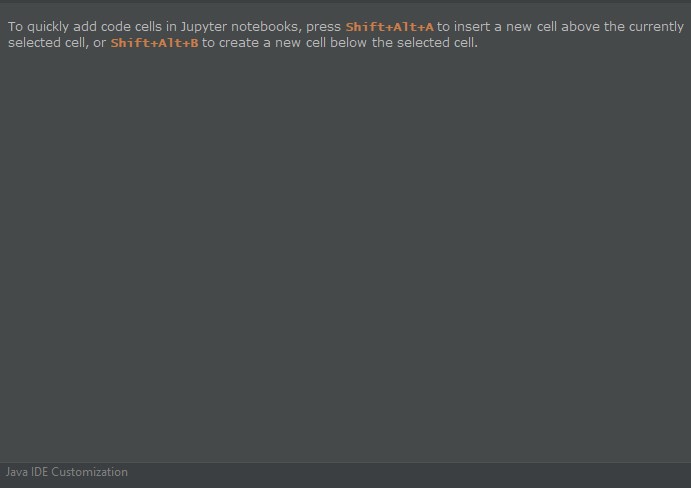 To quickly add code cells in Jupyter notebooks, press Shift+Alt+A to insert a new cell above the currently
selected cell, or Shift+Alt+B to create a new cell below the selected cell.
Java IDE Customization